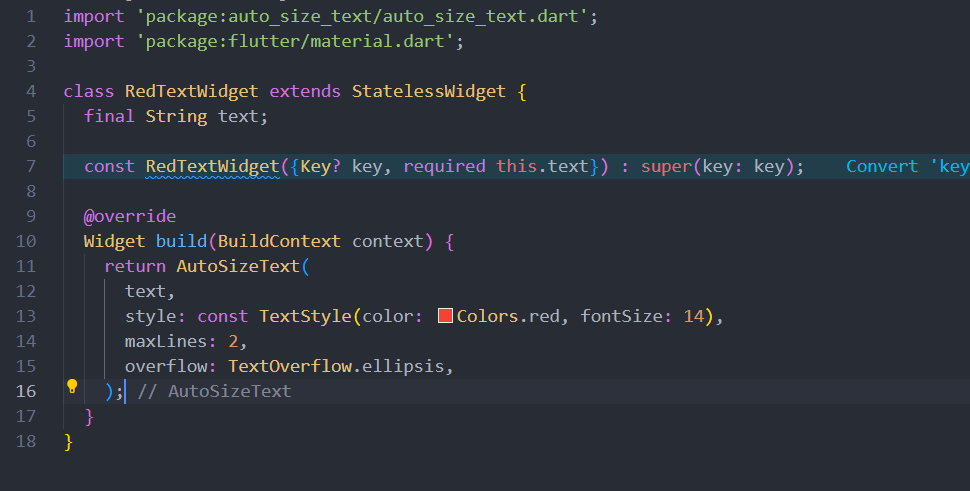 1 import 'package:auto_size_text/auto_size_text.dart';
2 import 'package:flutter/material.dart';
3
4 class RedTextWidget extends StatelessWidget {
5   final String text;
6
7   const RedTextWidget({Key? key, required this.text}) : super(key: key);    Convert 'key
8
9   @override
10   Widget build(BuildContext context) {
11     return AutoSizeText(
12       text,
13       style: const TextStyle(color: Colors.red, fontSize: 14),
14       maxLines: 2,
15       overflow: TextOverflow.ellipsis,
16     ); // AutoSizeText
17   }
18 }